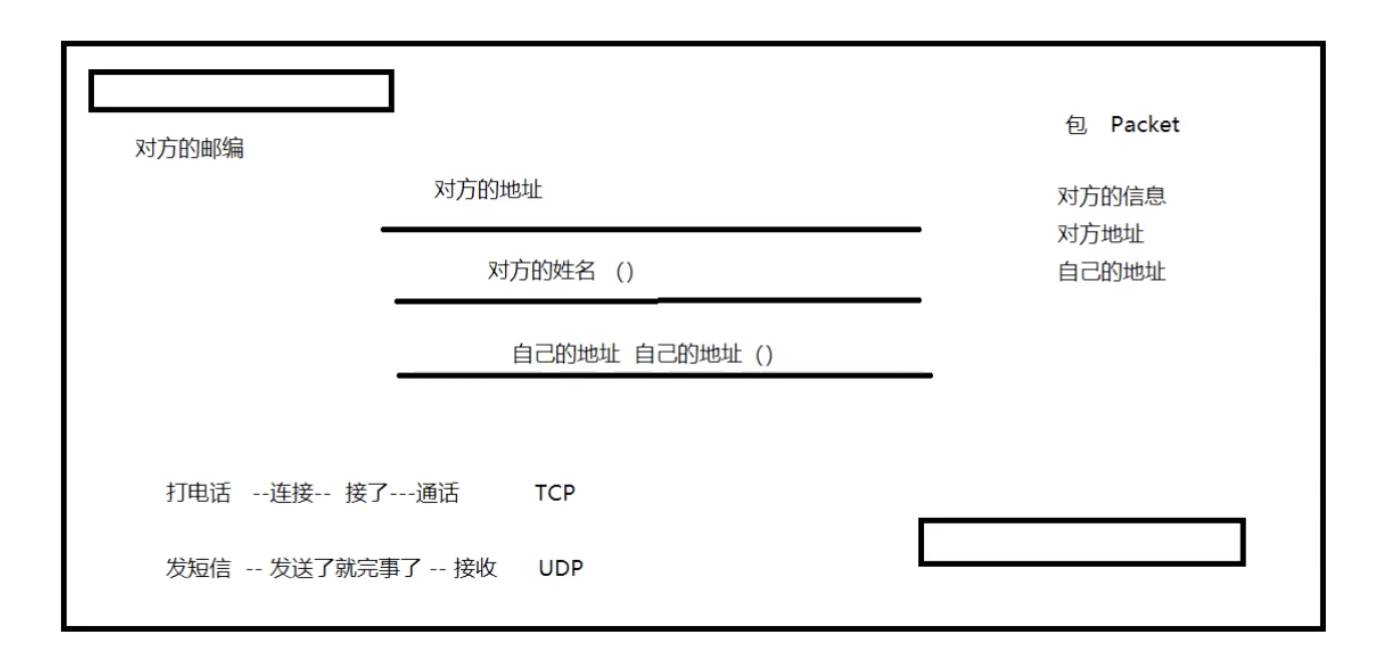 对方的邮编
包 Packet
对方的地址
对方的信息
对方地址
对方的姓名 ()
自己的地址
自己的地址 自己的地址 ()
打电话 --连接-- 接了---通话 TCP
发短信 -- 发送了就完事了 -- 接收 UDP